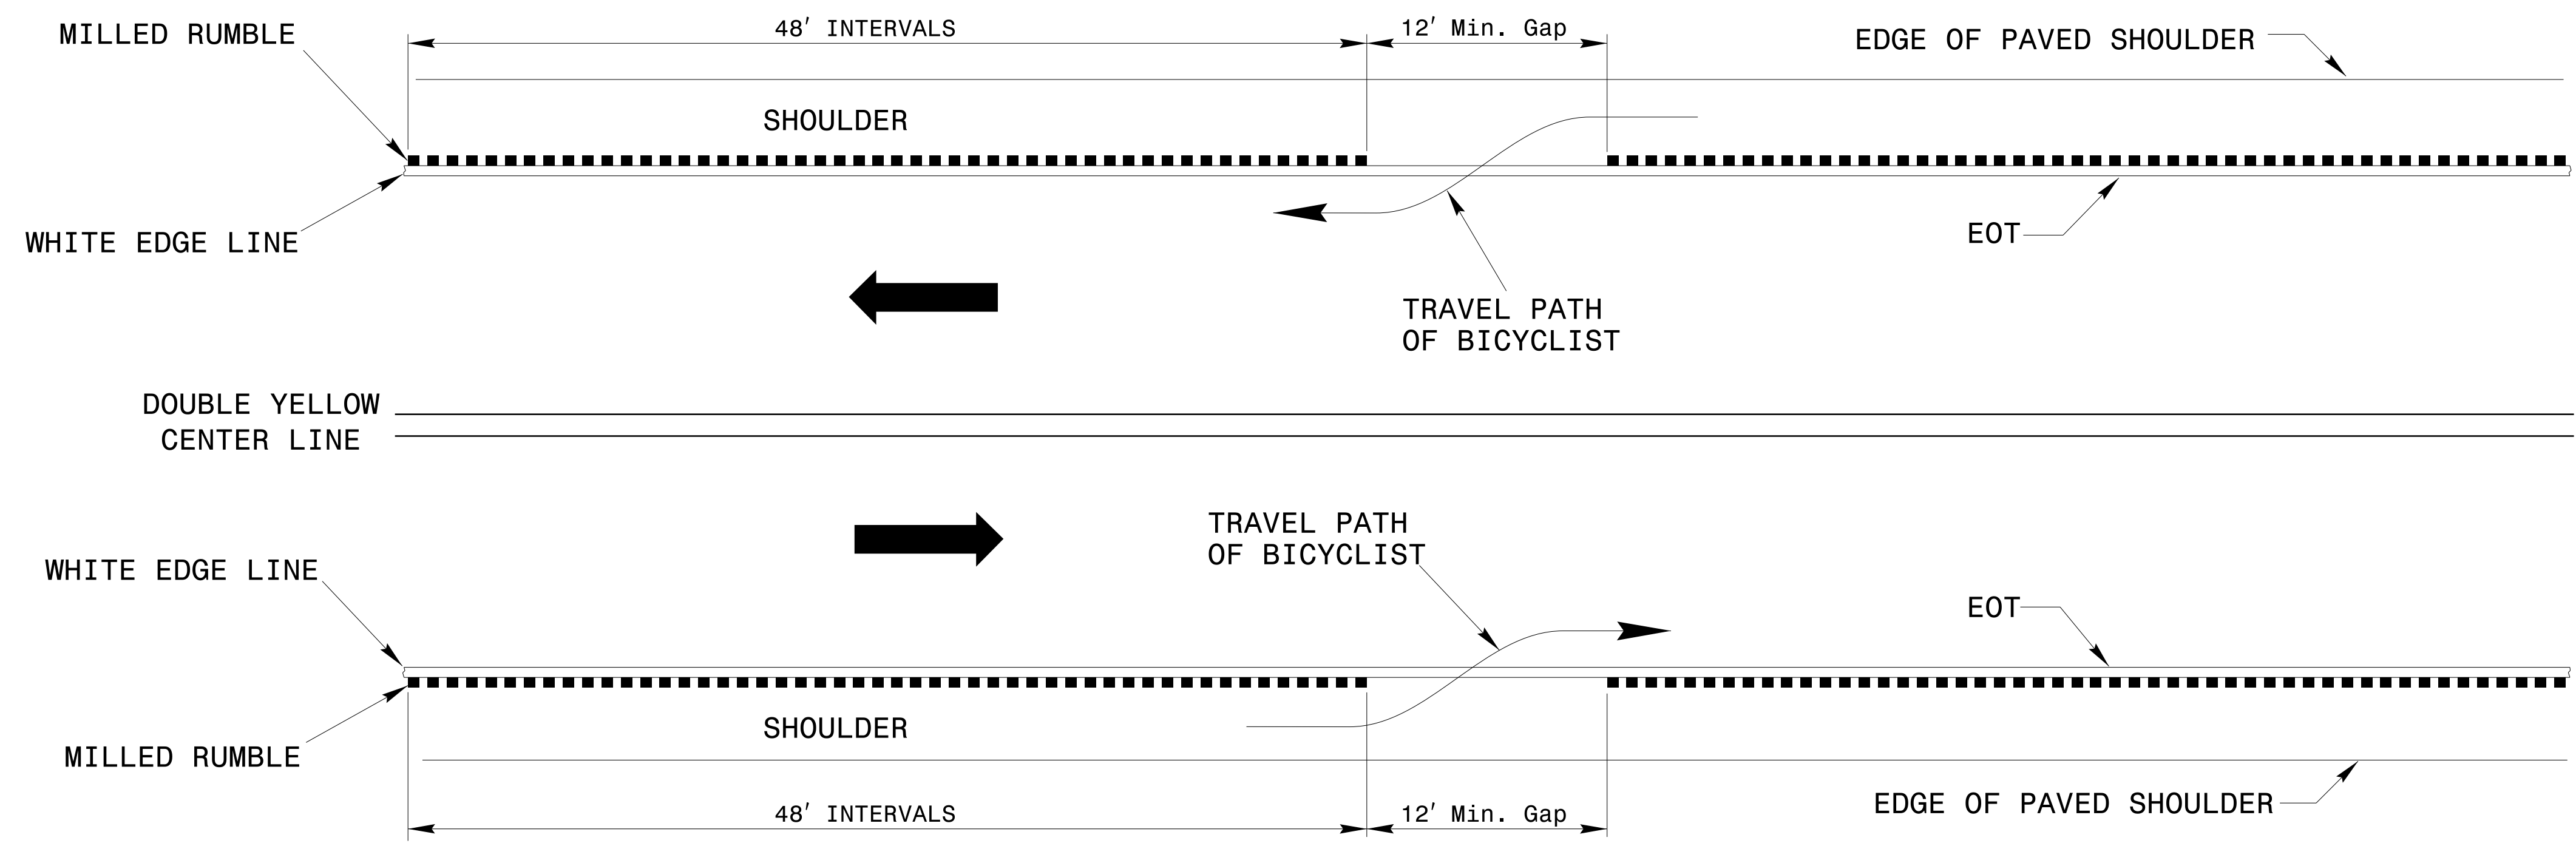 MILLED RUMBLE
48' INTERVALS
12' Min. Gap
EDGE OF PAVED SHOULDER
SHOULDER
WHITE EDGE LINE
EOT
TRAVEL PATH
OF BICYCLIST
DOUBLE YELLOW
CENTER LINE
TRAVEL PATH
OF BICYCLIST
WHITE EDGE LINE
EOT
SHOULDER
MILLED RUMBLE
48' INTERVALS
12' Min. Gap
EDGE OF PAVED SHOULDER